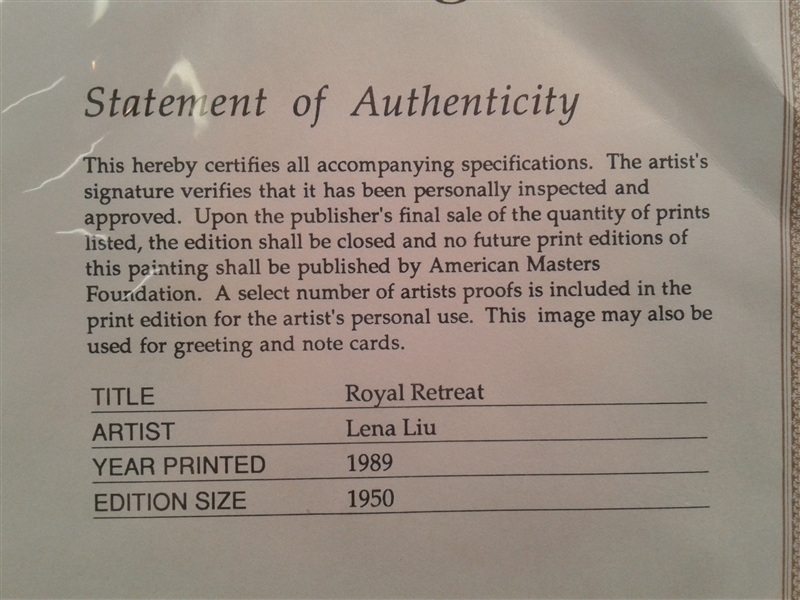 Statement of Authenticity
This hereby certifies all accompanying specifications. The artist's
signature verifies that it has been personally inspected and
approved. Upon the publisher's final sale of the quantity of prints
listed, the edition shall be closed and no future print editions of
this painting shall be published by American Masters
Foundation. A select number of artists proofs is included in the
print edition for the artist's personal use. This image may also be
used for greeting and note cards.
TITLE Royal Retreat
ARTIST Lena Liu
YEAR PRINTED 1989
EDITION SIZE 1950